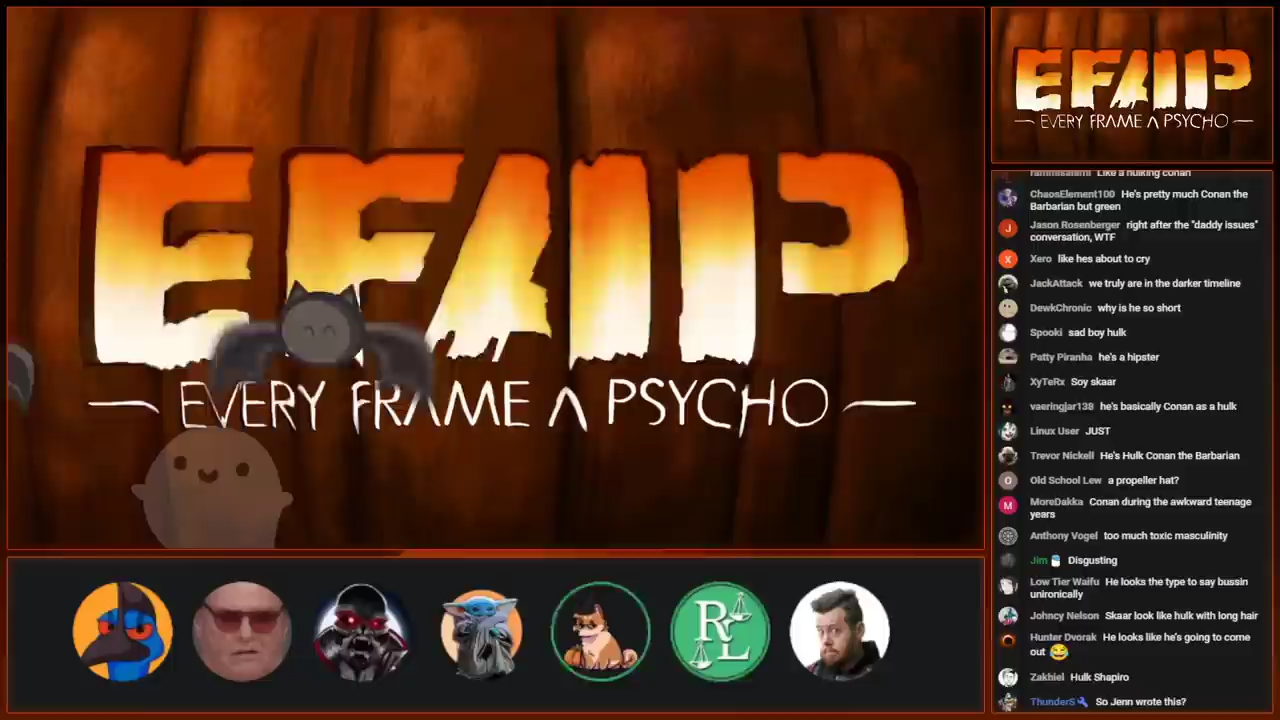 EFAIIP
— EVERY FRAME A PSYCHO —
EFAIIP
— EVERY FRAME A PSYCHO —
Like a hulking conan
ChaosElement100 He's pretty much Conan the
Barbarian but green
J Jason Rosenberger right after the "daddy issues"
conversation, WTF
X Xero like hes about to cry
JackAttack we truly are in the darker timeline
DewkChronic why is he so short
Spooki sad boy hulk
Patty Piranha he's a hipster
XyTeRx Soy skaar
vaeringjar138 he's basically Conan as a hulk
Linux User JUST
Trevor Nickell He's Hulk Conan the Barbarian
O Old School Lew a propeller hat?
M MoreDakka Conan during the awkward teenage
years
Anthony Vogel too much toxic masculinity
Jim Disgusting
Low Tier Waifu He looks the type to say bussin
unironically
Johncy Nelson Skaar look like hulk with long hair
Hunter Dvorak He looks like he's going to come
out 😂
Zakhiel Hulk Shapiro
ThunderS So Jenn wrote this?
RL